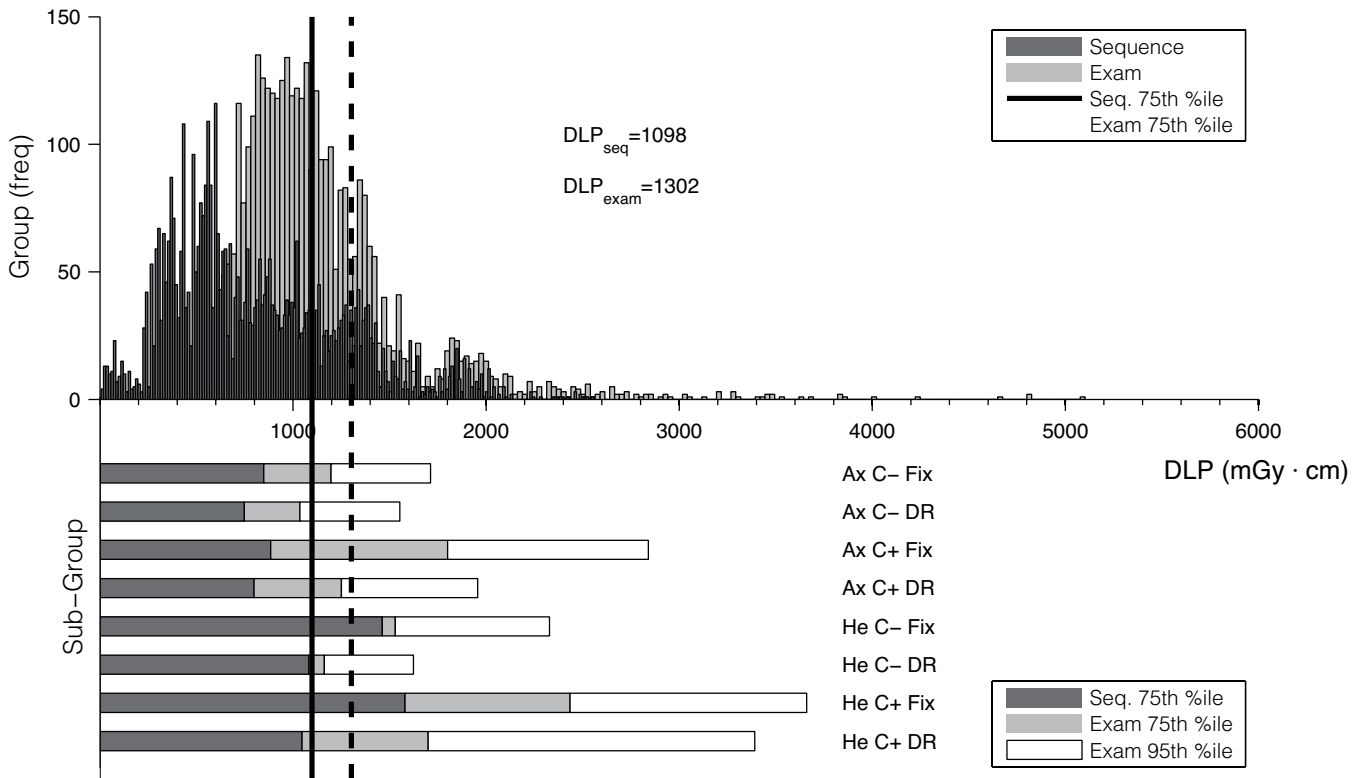 150
100
50
0
Group (freq)
Sequence
Exam
Seq. 75th %ile
Exam 75th %ile
DLPseq=1098
DLPexam=1302
1000
2000
3000
4000
5000
6000
DLP (mGy · cm)
Sub−Group
Ax C− Fix
Ax C− DR
Ax C+ Fix
Ax C+ DR
He C− Fix
He C− DR
He C+ Fix
He C+ DR
Seq. 75th %ile
Exam 75th %ile
Exam 95th %ile